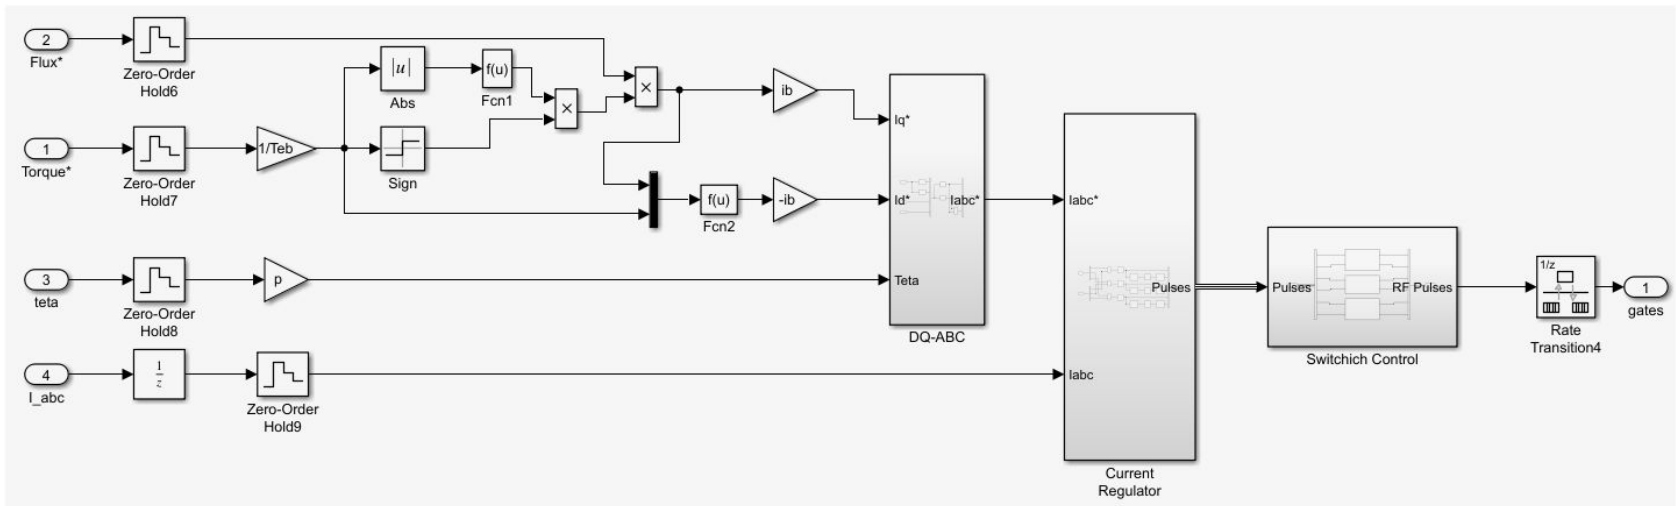 2
Flux*
Zero-Order
Hold6
|u|
Abs
f(u)
Fcn1
×
×
ib
1
Torque*
Zero-Order
Hold7
1/Teb
Sign
f(u)
Fcn2
-ib
Iq*
Id*
Teta
Iabc*
DQ-ABC
3
teta
Zero-Order
Hold8
p
4
I_abc
1
z
Zero-Order
Hold9
Iabc*
Iabc
Pulses
Current
Regulator
Pulses
RF Pulses
Switchich Control
1/z
Rate
Transition4
1
gates